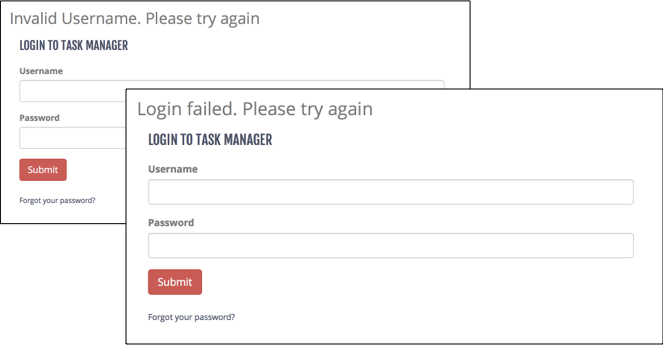 Invalid Username. Please try again
LOGIN TO TASK MANAGER
Username
Password
Submit
Forgot your password?
Login failed. Please try again
LOGIN TO TASK MANAGER
Username
Password
Submit
Forgot your password?